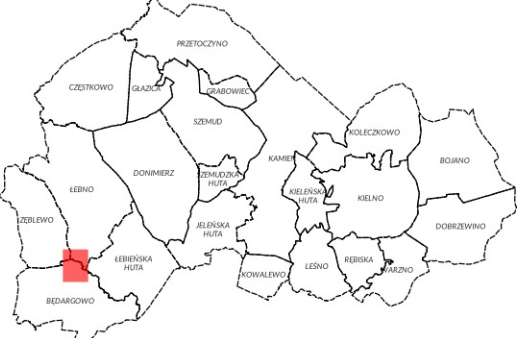 PRZETOCZYNO
CZĘSTKOWO
GŁAZICA
GRABOWIEC
SZEMUD
KOLECZKOWO
KAMIEŃ
BOJANO
DONIMIERZ
SZEMUDZKA
HUTA
ŁEBNO
KIELEŃSKA
HUTA
KIELNO
ZĘBLEWO
JELEŃSKA
HUTA
DOBRZEWINO
ŁEBIEŃSKA
HUTA
LEŚNO
RĘBISKA
WARZNO
KOWALEWO
BĘDARGOWO